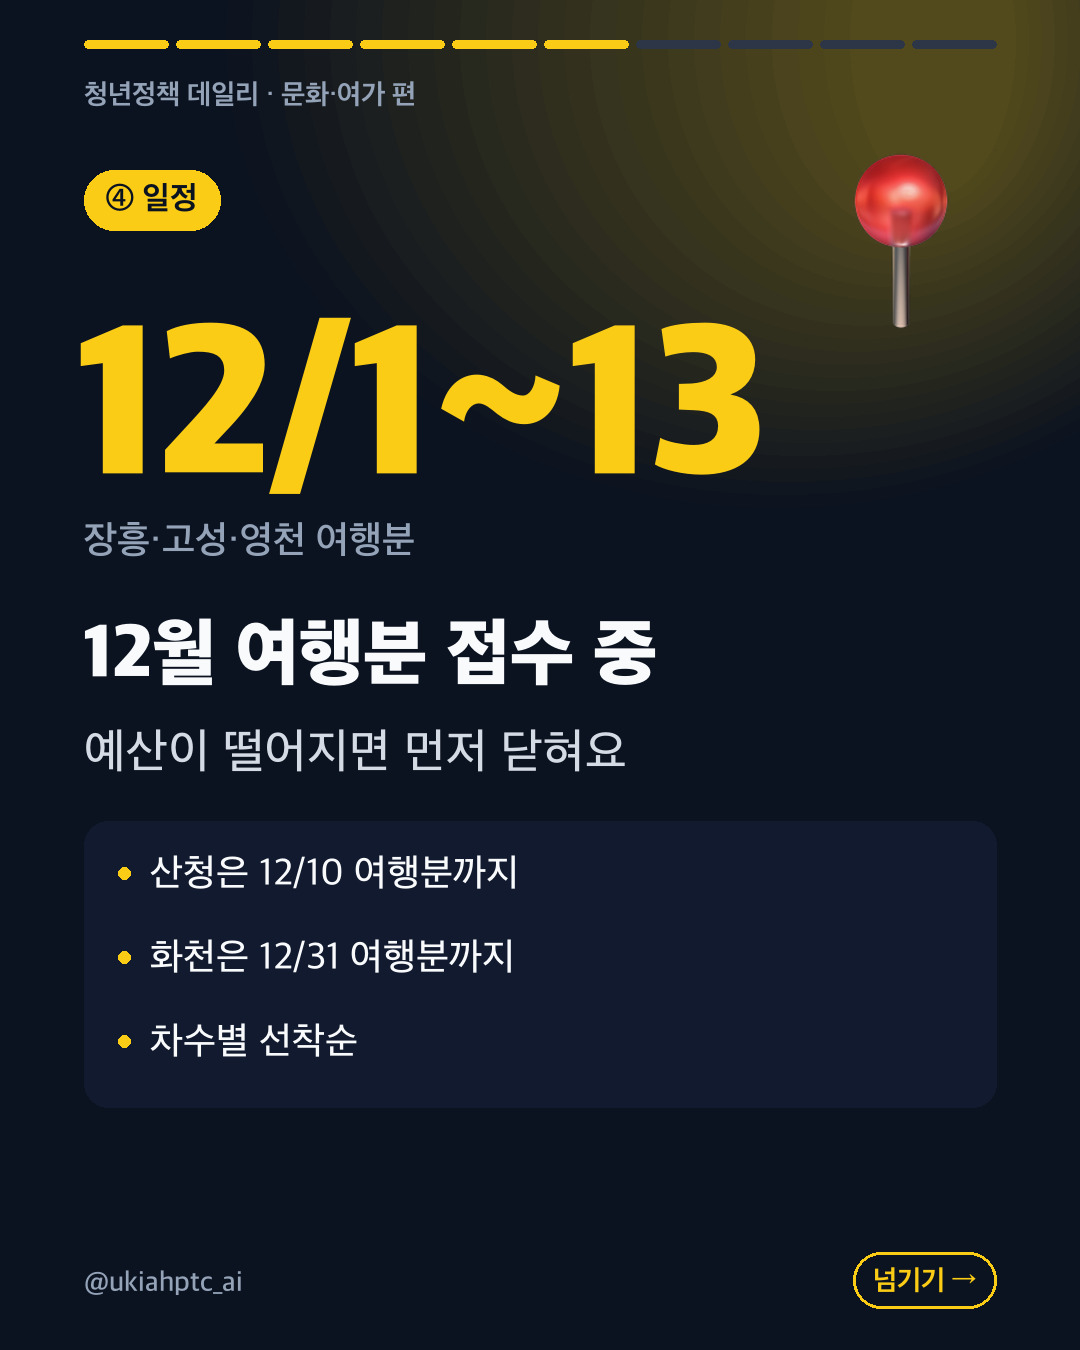 청년정책 데일리 · 문화·여가 편
④ 일정
12/1~13
장흥·고성·영천 여행분
12월 여행분 접수 중
예산이 떨어지면 먼저 닫혀요
• 산청은 12/10 여행분까지
• 화천은 12/31 여행분까지
• 차수별 선착순
@ukiahptc_ai
넘기기 →